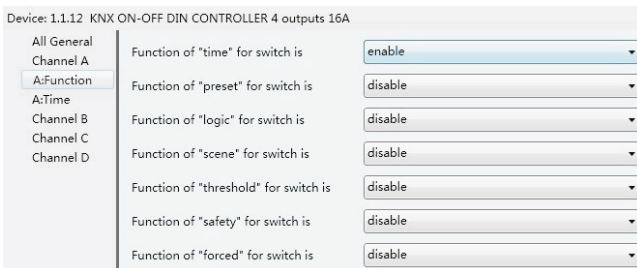 Device: 1.1.12 KNX ON-OFF DIN CONTROLLER 4 outputs 16A
All General
Channel A
A:Function
A:Time
Channel B
Channel C
Channel D
Function of "time" for switch is enable
Function of "preset" for switch is disable
Function of "logic" for switch is disable
Function of "scene" for switch is disable
Function of "threshold" for switch is disable
Function of "safety" for switch is disable
Function of "forced" for switch is disable